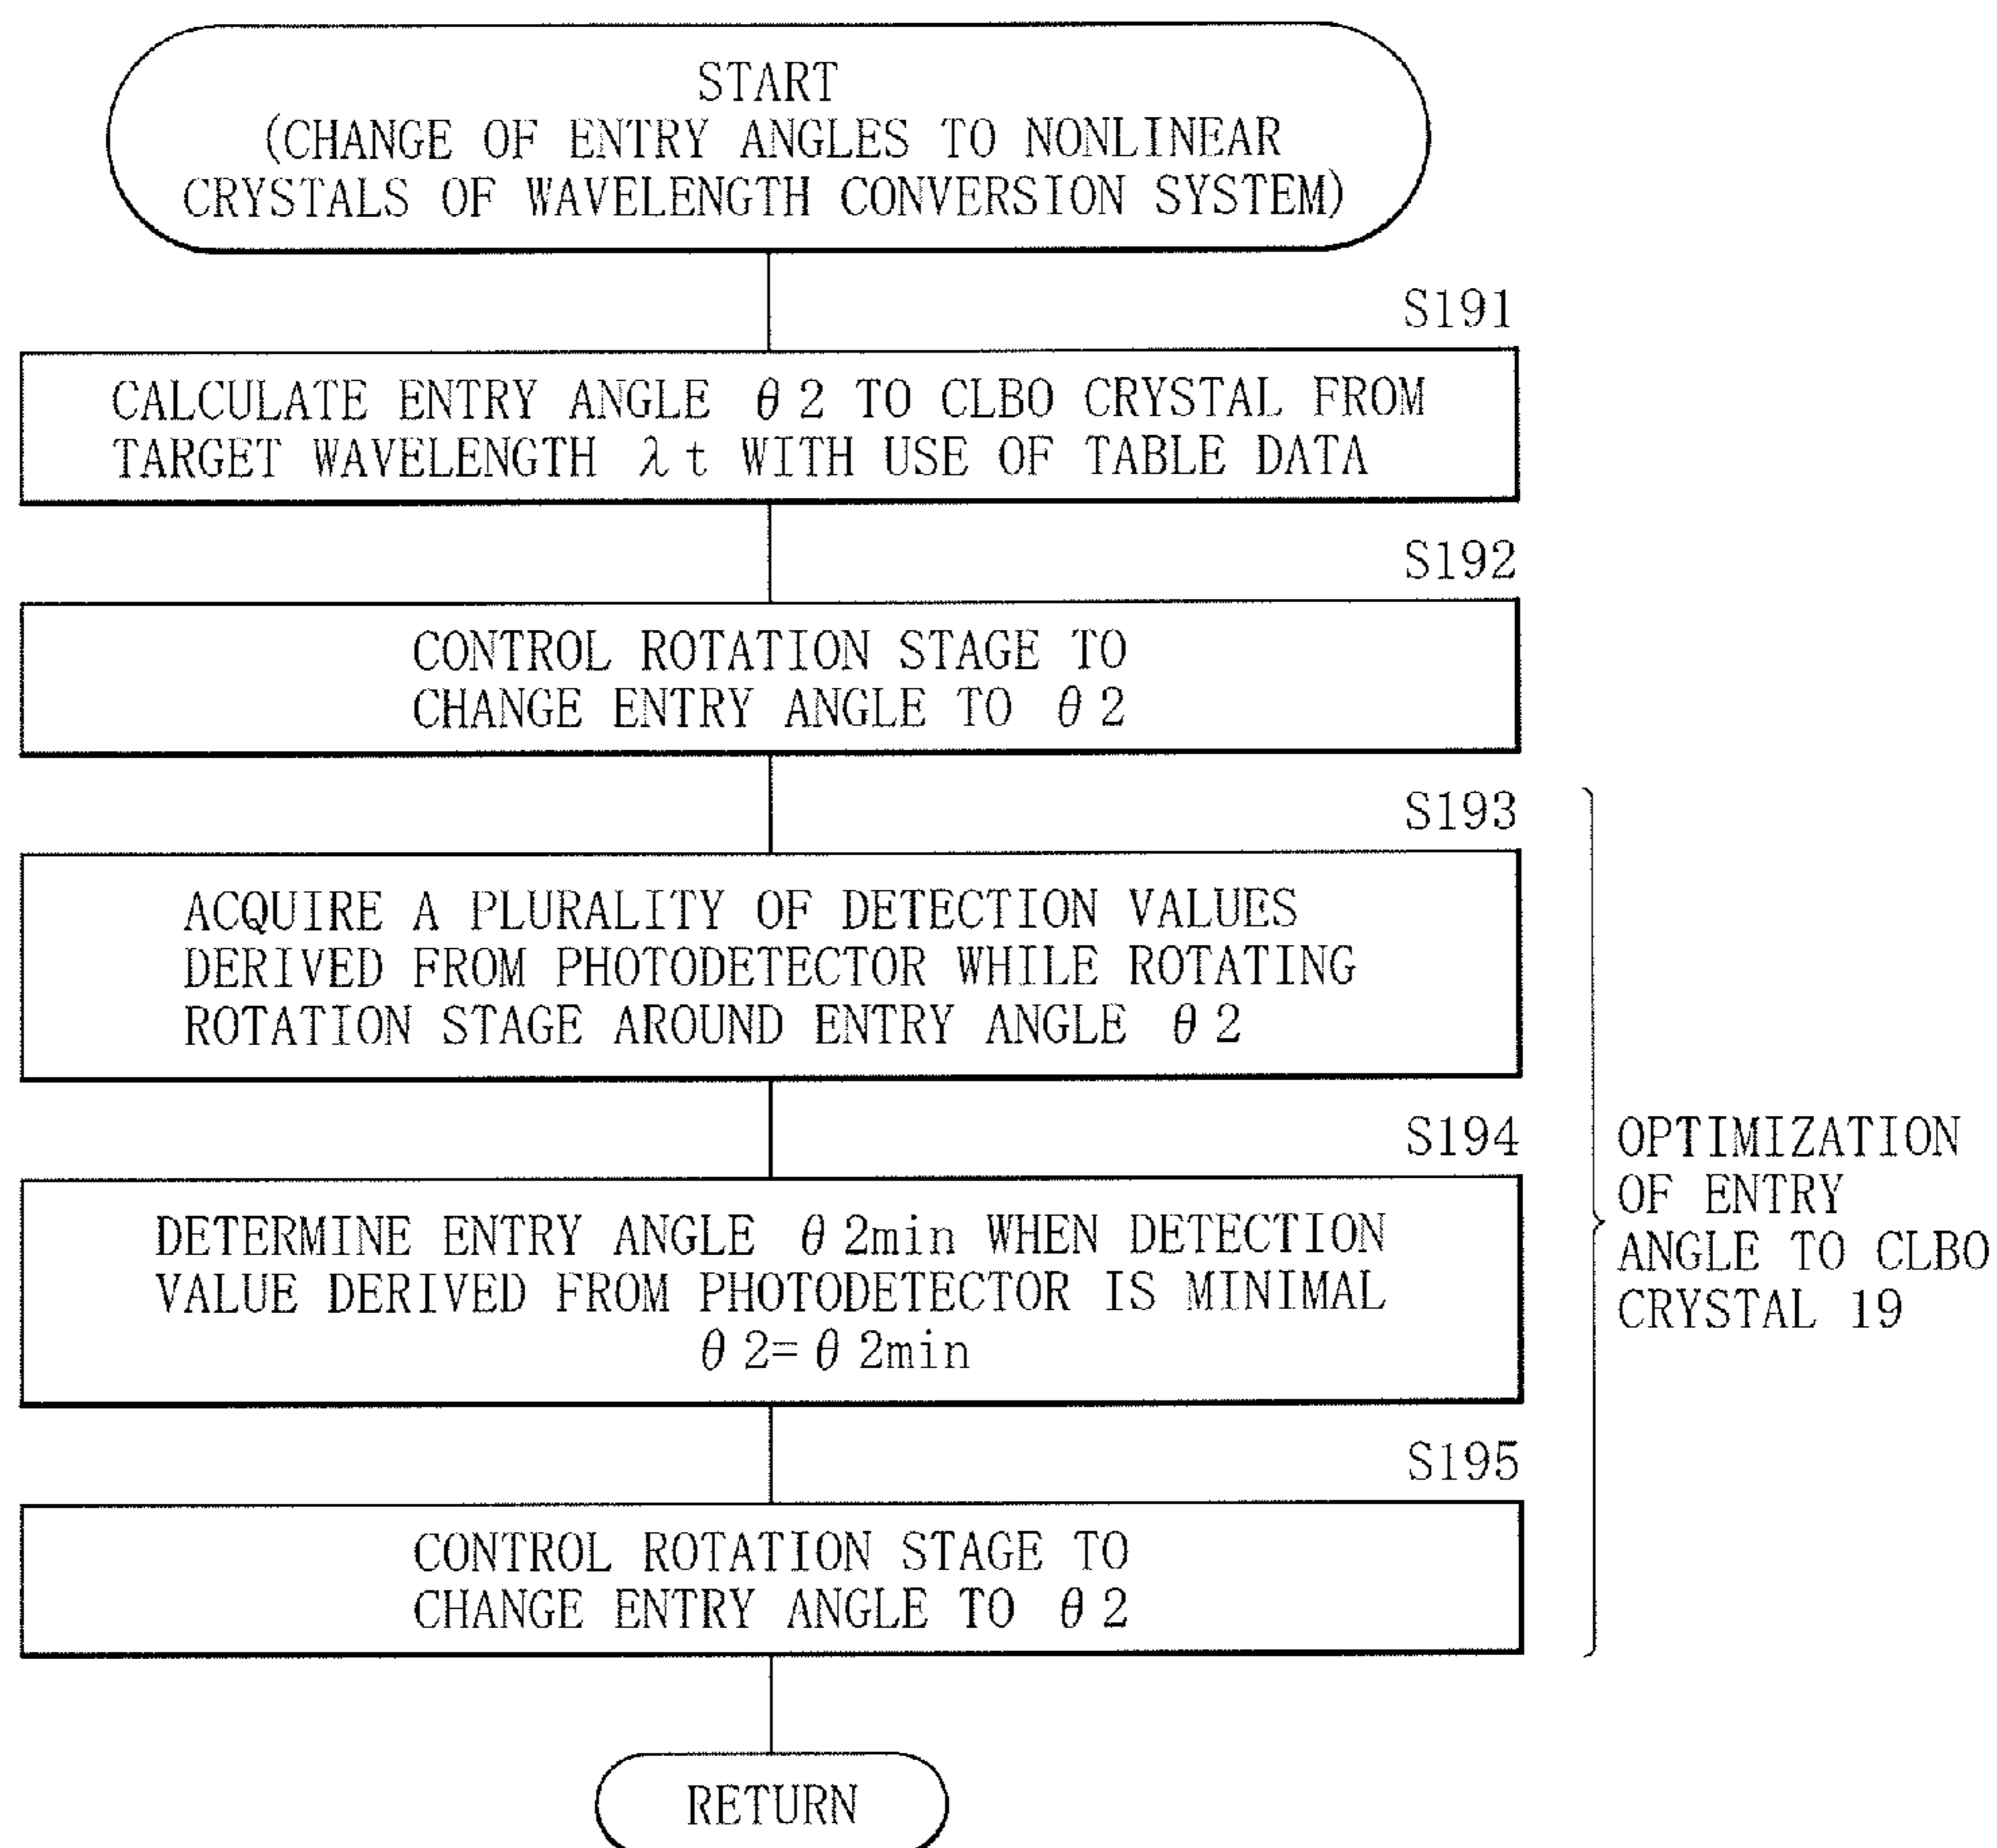 START
(CHANGE OF ENTRY ANGLES TO NONLINEAR
CRYSTALS OF WAVELENGTH CONVERSION SYSTEM)
S191
CALCULATE ENTRY ANGLE θ2 TO CLBO CRYSTAL FROM
TARGET WAVELENGTH λt WITH USE OF TABLE DATA
S192
CONTROL ROTATION STAGE TO
CHANGE ENTRY ANGLE TO θ2
S193
ACQUIRE A PLURALITY OF DETECTION VALUES
DERIVED FROM PHOTODETECTOR WHILE ROTATING
ROTATION STAGE AROUND ENTRY ANGLE θ2
S194
DETERMINE ENTRY ANGLE θ2min WHEN DETECTION
VALUE DERIVED FROM PHOTODETECTOR IS MINIMAL
θ2=θ2min
S195
CONTROL ROTATION STAGE TO
CHANGE ENTRY ANGLE TO θ2
OPTIMIZATION
OF ENTRY
ANGLE TO CLBO
CRYSTAL 19
RETURN